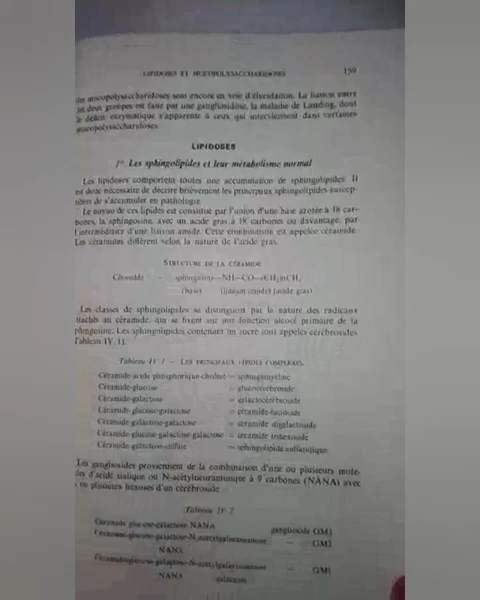 LIPIDOSES ET MUCOPOLYSACCHARIDOSES 159
mucopolysaccharidoses sont encore en voie d'élucidation. La liaison entre
deux groupes est faite par une gangliosidose, la maladie de Landing, dont
le déficit enzymatique s'apparente à ceux qui interviennent dans certaines
mucopolysaccharidoses.
LIPIDOSES
1° Les sphingolipides et leur métabolisme normal
Les lipidoses comportent toutes une accumulation de sphingolipides. Il
est donc nécessaire de décrire brièvement les principaux sphingolipides suscep-
tibles de s'accumuler en pathologie.
Le noyau de ces lipides est constitué par l'union d'une base azotée à 18 car-
bones, la sphingosine, avec un acide gras à 18 carbones ou davantage, par
l'intermédiaire d'une liaison amide. Cette combinaison est appelée céramide.
Les céramides diffèrent selon la nature de l'acide gras.
STRUCTURE DE LA CÉRAMIDE
Céramide = sphingosine—NH—CO—(CH₂)nCH₃
(base) (liaison amide) (acide gras)
Les classes de sphingolipides se distinguent par la nature des radicaux
attachés au céramide, qui se fixent sur une fonction alcool primaire de la
sphingosine. Les sphingolipides contenant un sucre sont appelés cérébrosides
(Tableau IV.1).
Tableau IV.1 — LES PRINCIPAUX LIPIDES COMPLEXES.
Céramide-acide phosphorique-choline = sphingomyéline
Céramide-glucose = glucocérébroside
Céramide-galactose = galactocérébroside
Céramide-glucose-galactose = céramide
Céramide-galactose-galactose = céramide digalactoside
Céramide-glucose-galactose-galactose = céramide trihexoside
Céramide-galactose-sulfate = sphingolipide sulfatidique
Les gangliosides proviennent de la combinaison d'une ou plusieurs molé-
cules d'acide sialique ou N-acétylneuraminique à 9 carbones (NANA) avec
un ou plusieurs hexoses d'un cérébroside.
Tableau IV.2
Céramide-glucose-galactose-NANA ganglioside GM3
Céramide-glucose-galactose-N-acétylgalactosamine — GM2
NANA
Céramide-glucose-galactose-N-acétylgalactosamine — GM1
NANA galactose